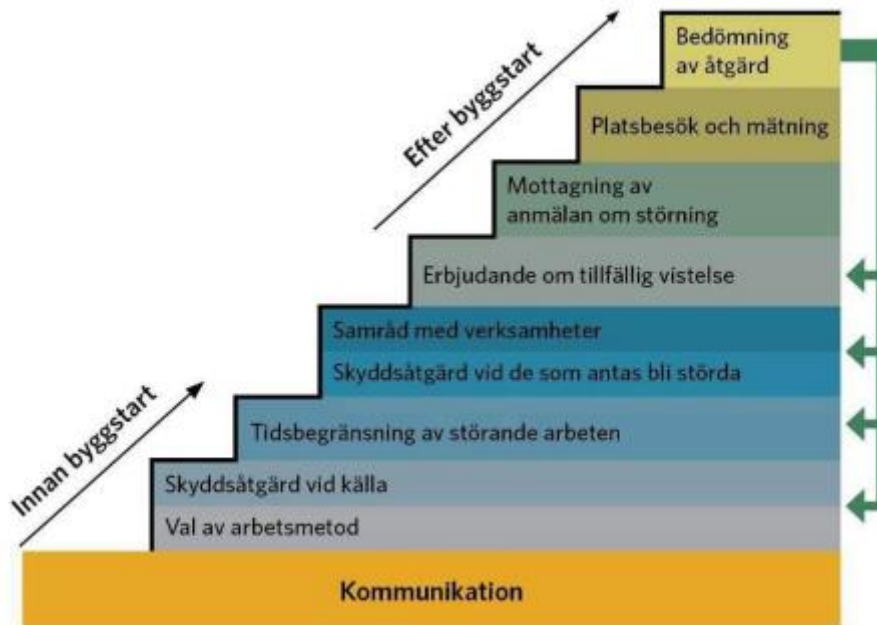 Bedömning
av åtgärd
Efter byggstart
Platsbesök och mätning
Mottagning av
anmälan om störning
Erbjudande om tillfällig vistelse
Samråd med verksamheter
Skyddsåtgärd vid de som antas bli störda
Innan byggstart
Tidsbegränsning av störande arbeten
Skyddsåtgärd vid källa
Val av arbetsmetod
Kommunikation